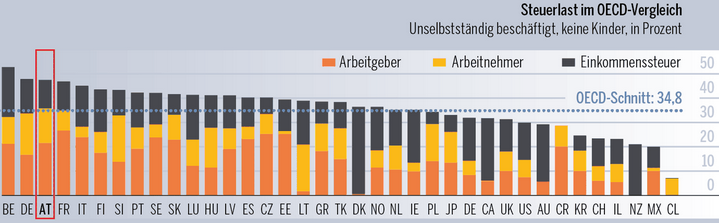 Steuerlast im OECD-Vergleich
Unselbstständig beschäftigt, keine Kinder, in Prozent
Arbeitgeber Arbeitnehmer Einkommenssteuer
50
40
OECD-Schnitt: 34,8
30
20
10
0
BE DE AT FR IT FI SI PT SE SK LU HU LV ES CZ EE LT GR TK DK NO NL IE PL JP DE CA UK US AU CR KR CH IL NZ MX CL